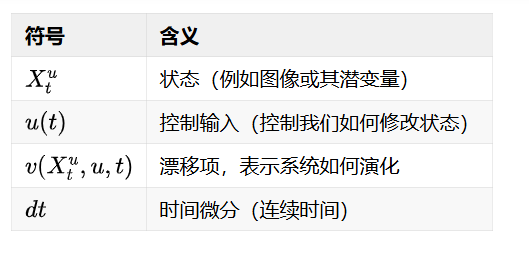 符号 含义
$X_t^u$ 状态（例如图像或其潜变量）
$u(t)$ 控制输入（控制我们如何修改状态）
$v(X_t^u, u, t)$ 漂移项，表示系统如何演化
$dt$ 时间微分（连续时间）